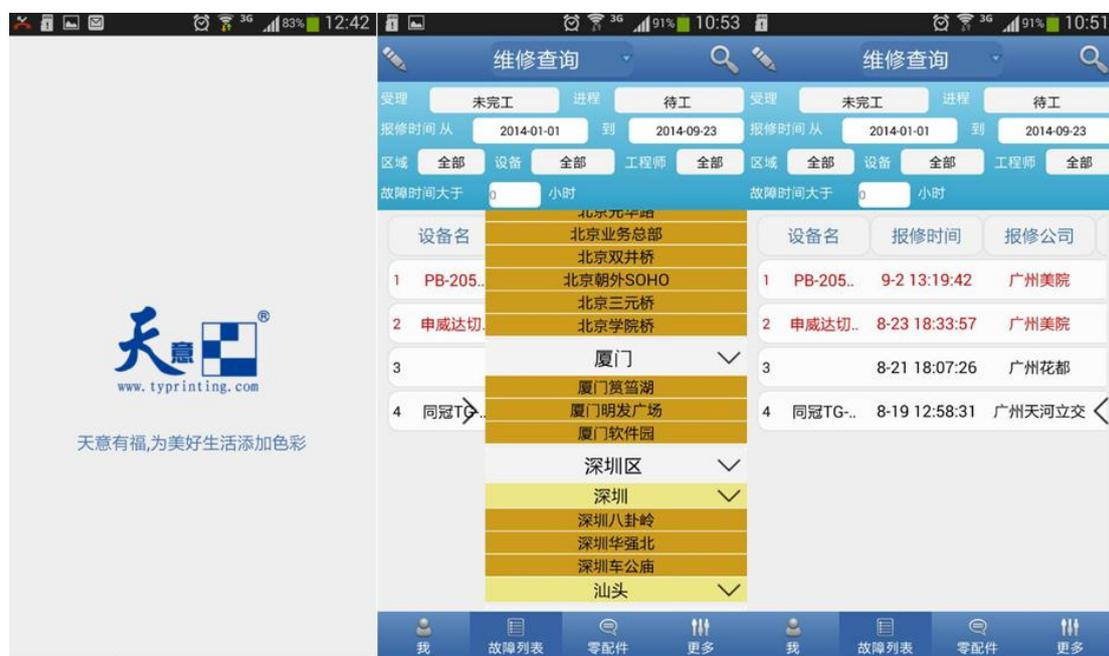 3G 83% 12:42
天意®
www.typrinting.com
天意有福,为美好生活添加色彩
3G 91% 10:53
维修查询
受理 未完工 进程 待工
报修时间 从 2014-01-01 到 2014-09-23
区域 全部 设备 全部 工程师 全部
故障时间大于 0 小时
设备名
1 PB-205..
2 申威达切.
3
4 同冠TG-..
北京光华路
北京业务总部
北京双井桥
北京朝外SOHO
北京三元桥
北京学院桥
厦门
厦门筼筜湖
厦门明发广场
厦门软件园
深圳区
深圳
深圳八卦岭
深圳华强北
深圳车公庙
汕头
我 故障列表 零配件 更多
3G 91% 10:51
维修查询
受理 未完工 进程 待工
报修时间 从 2014-01-01 到 2014-09-23
区域 全部 设备 全部 工程师 全部
故障时间大于 0 小时
设备名 报修时间 报修公司
1 PB-205.. 9-2 13:19:42 广州美院
2 申威达切.. 8-23 18:33:57 广州美院
3 8-21 18:07:26 广州花都
4 同冠TG-.. 8-19 12:58:31 广州天河立交
我 故障列表 零配件 更多